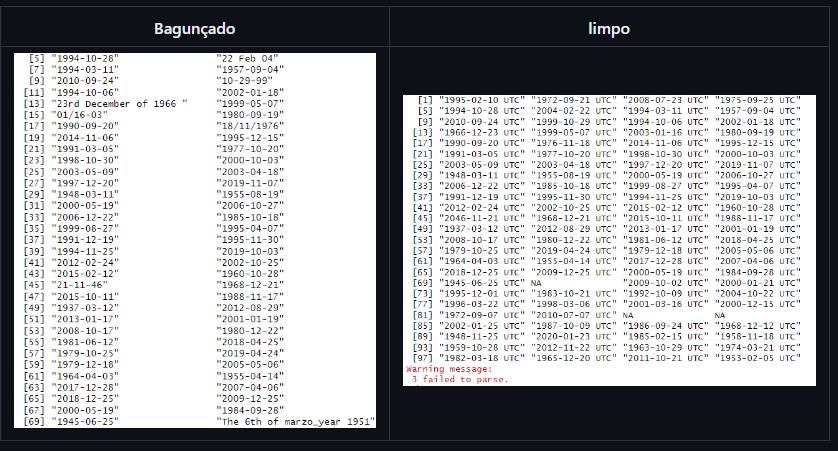 Bagunçado
limpo
[5] "1994-10-28" "22 Feb 04"
[7] "1994-03-11" "1957-09-04"
[9] "2010-09-24" "10-29-99"
[11] "1994-10-06" "2002-01-18"
[13] "23rd December of 1966 " "1999-05-07"
[15] "01/16-03" "1980-09-19"
[17] "1990-09-20" "18/11/1976"
[19] "2014-11-06" "1995-12-15"
[21] "1991-03-05" "1977-10-20"
[23] "1998-10-30" "2000-10-03"
[25] "2003-05-09" "2003-04-18"
[27] "1997-12-20" "2019-11-07"
[29] "1948-03-11" "1955-08-19"
[31] "2000-05-19" "2006-10-27"
[33] "2006-12-22" "1985-10-18"
[35] "1999-08-27" "1995-04-07"
[37] "1991-12-19" "1995-11-30"
[39] "1994-11-25" "2019-10-03"
[41] "2012-02-24" "2002-10-25"
[43] "2015-02-12" "1960-10-28"
[45] "21-11-46" "1968-12-21"
[47] "2015-10-11" "1988-11-17"
[49] "1937-03-12" "2012-08-29"
[51] "2013-01-17" "2001-01-19"
[53] "2008-10-17" "1980-12-22"
[55] "1981-06-12" "2018-04-25"
[57] "1979-10-25" "2019-04-24"
[59] "1979-12-18" "2005-05-06"
[61] "1964-04-03" "1955-04-14"
[63] "2017-12-28" "2007-04-06"
[65] "2018-12-25" "2009-12-25"
[67] "2000-05-19" "1984-09-28"
[69] "1945-06-25" "The 6th of marzo_year 1951"
[1] "1995-02-10 UTC" "1972-09-21 UTC" "2008-07-23 UTC" "1975-09-25 UTC"
[5] "1994-10-28 UTC" "2004-02-22 UTC" "1994-03-11 UTC" "1957-09-04 UTC"
[9] "2010-09-24 UTC" "1999-10-29 UTC" "1994-10-06 UTC" "2002-01-18 UTC"
[13] "1966-12-23 UTC" "1999-05-07 UTC" "2003-01-16 UTC" "1980-09-19 UTC"
[17] "1990-09-20 UTC" "1976-11-18 UTC" "2014-11-06 UTC" "1995-12-15 UTC"
[21] "1991-03-05 UTC" "1977-10-20 UTC" "1998-10-30 UTC" "2000-10-03 UTC"
[25] "2003-05-09 UTC" "2003-04-18 UTC" "1997-12-20 UTC" "2019-11-07 UTC"
[29] "1948-03-11 UTC" "1955-08-19 UTC" "2000-05-19 UTC" "2006-10-27 UTC"
[33] "2006-12-22 UTC" "1985-10-18 UTC" "1999-08-27 UTC" "1995-04-07 UTC"
[37] "1991-12-19 UTC" "1995-11-30 UTC" "1994-11-25 UTC" "2019-10-03 UTC"
[41] "2012-02-24 UTC" "2002-10-25 UTC" "2015-02-12 UTC" "1960-10-28 UTC"
[45] "2046-11-21 UTC" "1968-12-21 UTC" "2015-10-11 UTC" "1988-11-17 UTC"
[49] "1937-03-12 UTC" "2012-08-29 UTC" "2013-01-17 UTC" "2001-01-19 UTC"
[53] "2008-10-17 UTC" "1980-12-22 UTC" "1981-06-12 UTC" "2018-04-25 UTC"
[57] "1979-10-25 UTC" "2019-04-24 UTC" "1979-12-18 UTC" "2005-05-06 UTC"
[61] "1964-04-03 UTC" "1955-04-14 UTC" "2017-12-28 UTC" "2007-04-06 UTC"
[65] "2018-12-25 UTC" "2009-12-25 UTC" "2000-05-19 UTC" "1984-09-28 UTC"
[69] "1945-06-25 UTC" NA "2009-10-02 UTC" "2000-01-21 UTC"
[73] "1995-12-01 UTC" "1983-10-21 UTC" "1992-10-09 UTC" "2004-10-22 UTC"
[77] "1996-03-22 UTC" "1998-03-06 UTC" "2001-03-16 UTC" "2000-12-15 UTC"
[81] "1972-09-07 UTC" "2010-07-07 UTC" NA NA
[85] "2002-01-25 UTC" "1987-10-09 UTC" "1986-09-24 UTC" "1968-12-12 UTC"
[89] "1948-11-25 UTC" "2020-01-23 UTC" "1985-02-15 UTC" "1958-11-18 UTC"
[93] "1959-10-28 UTC" "2012-11-22 UTC" "1963-10-29 UTC" "1974-03-21 UTC"
[97] "1982-03-18 UTC" "1965-12-20 UTC" "2011-10-21 UTC" "1953-02-05 UTC"
Warning message:
3 failed to parse.